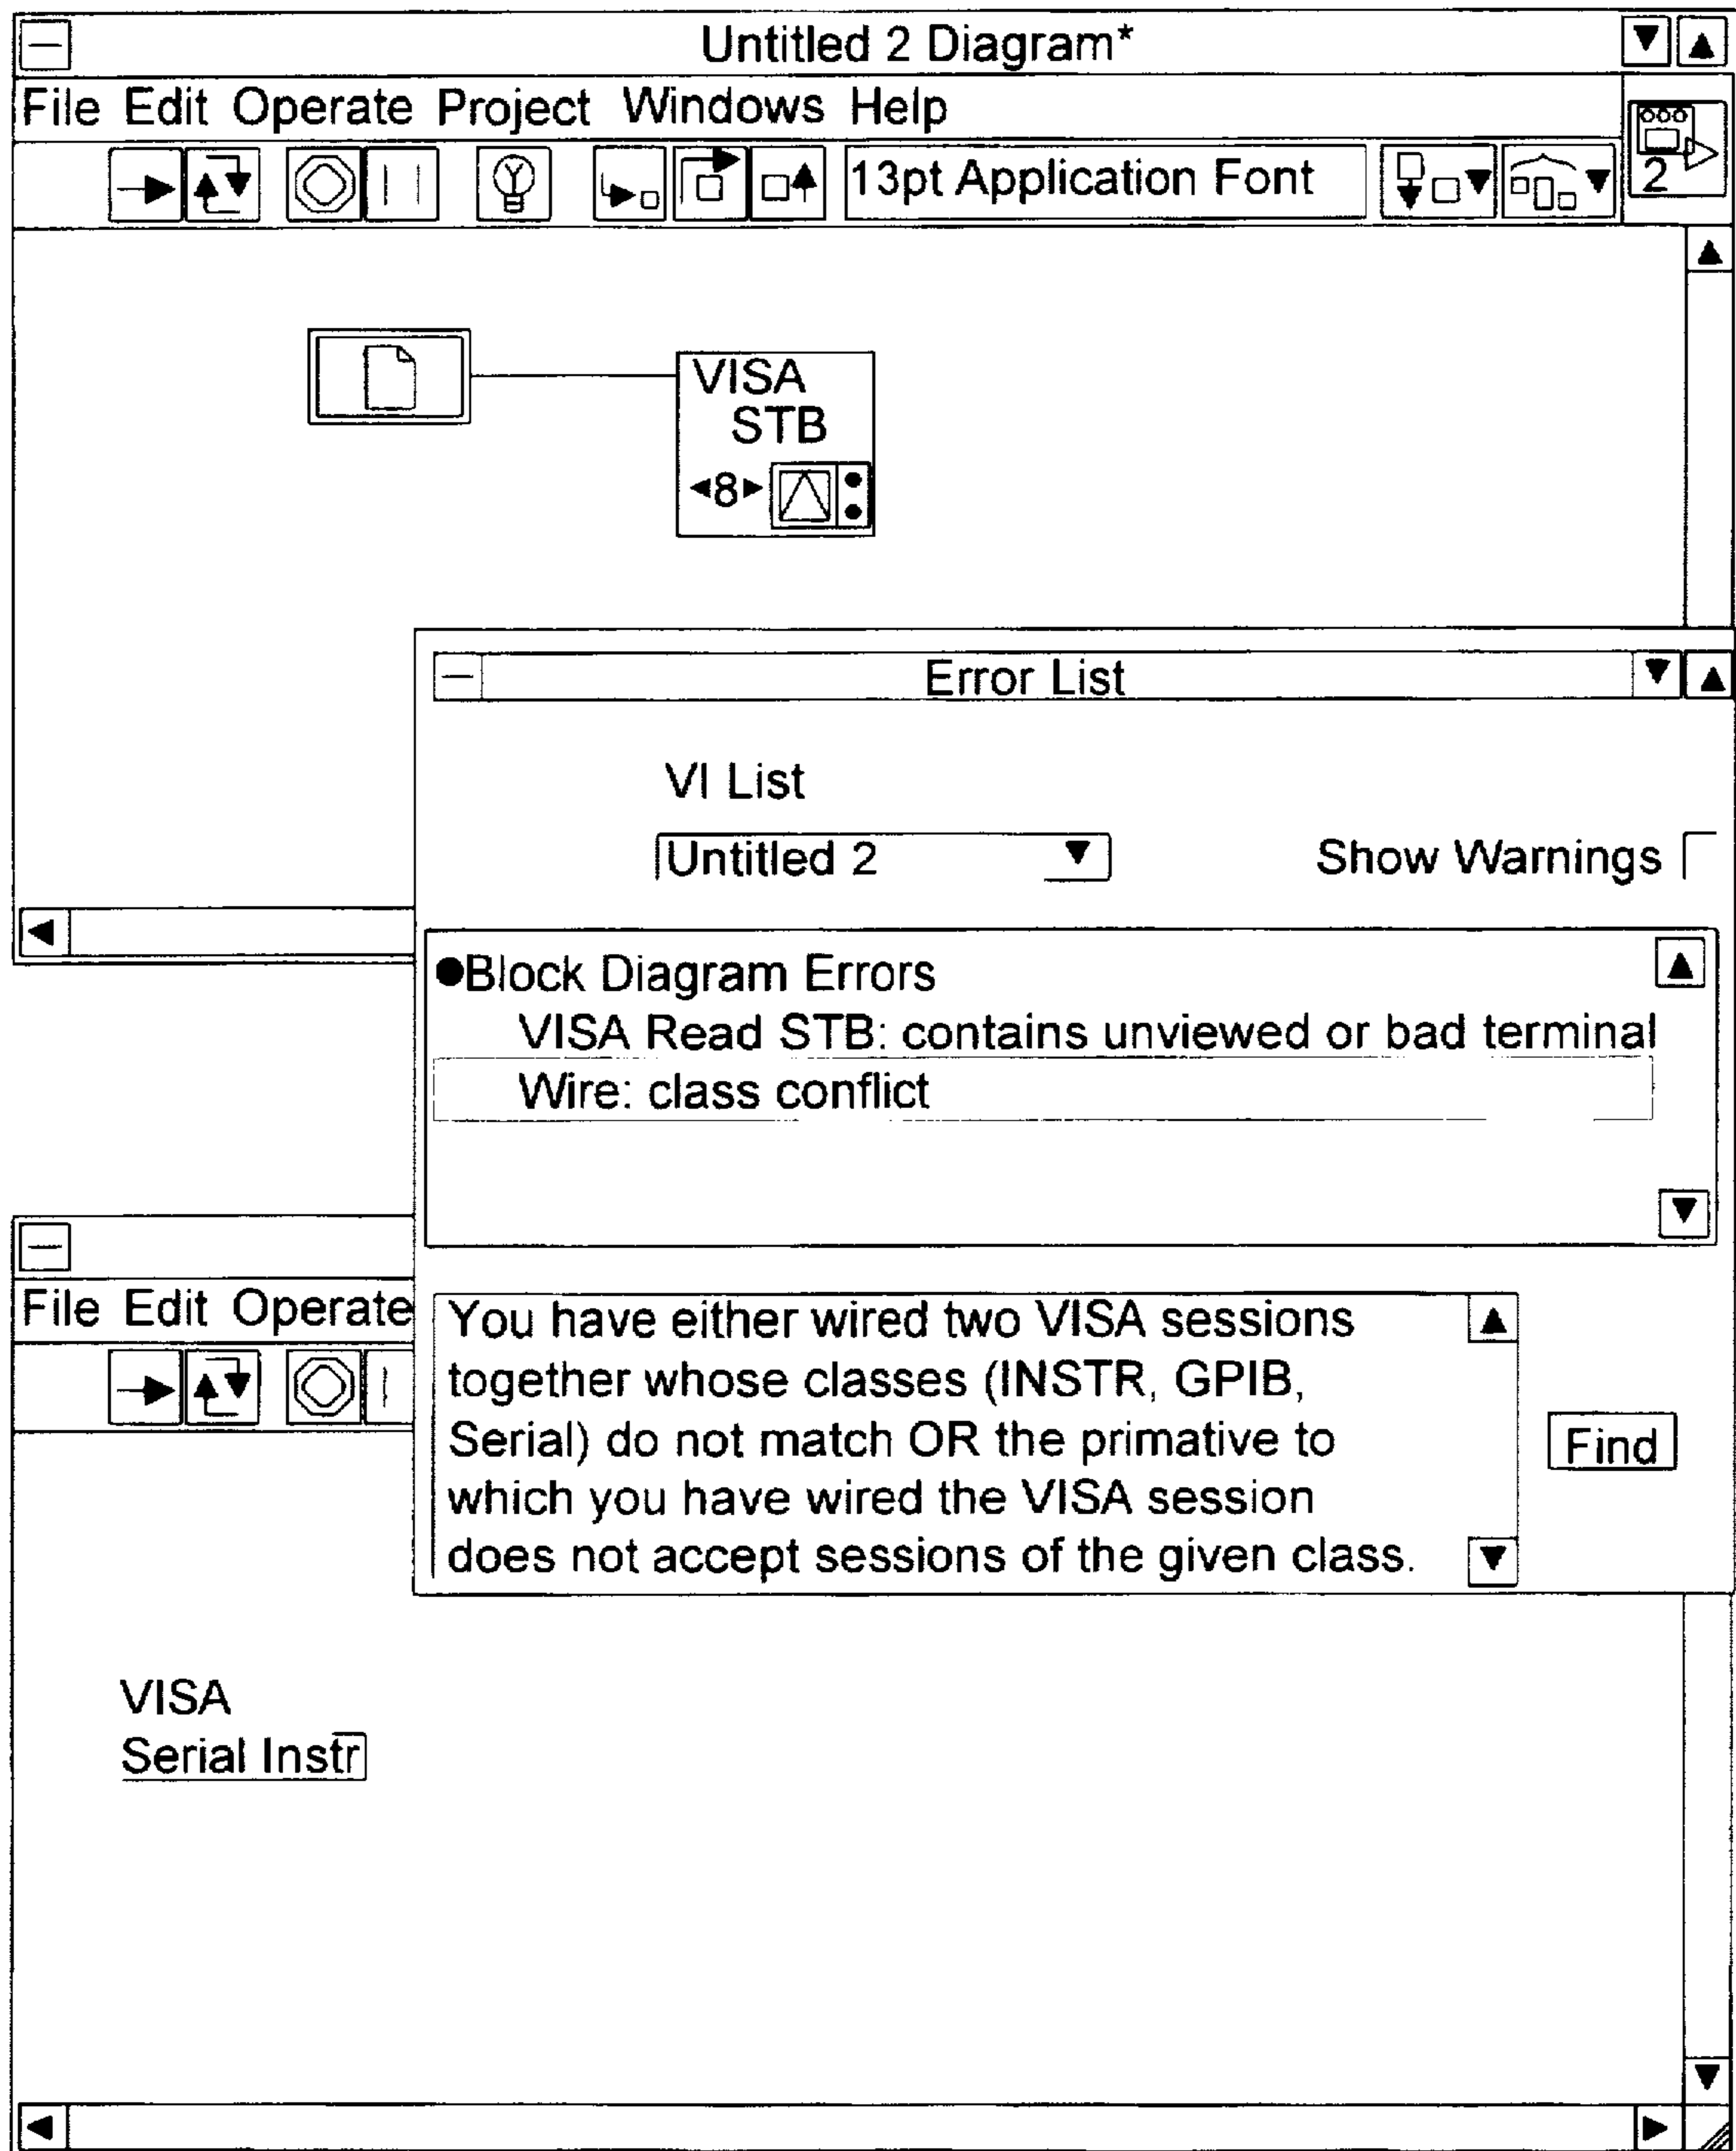 Untitled 2 Diagram*
File Edit Operate Project Windows Help
13pt Application Font
2
VISA
STB
8
Error List
VI List
Untitled 2
Show Warnings
Block Diagram Errors
VISA Read STB: contains unviewed or bad terminal
Wire: class conflict
File Edit Operate
You have either wired two VISA sessions
together whose classes (INSTR, GPIB,
Serial) do not match OR the primative to
which you have wired the VISA session
does not accept sessions of the given class.
Find
VISA
Serial Instr